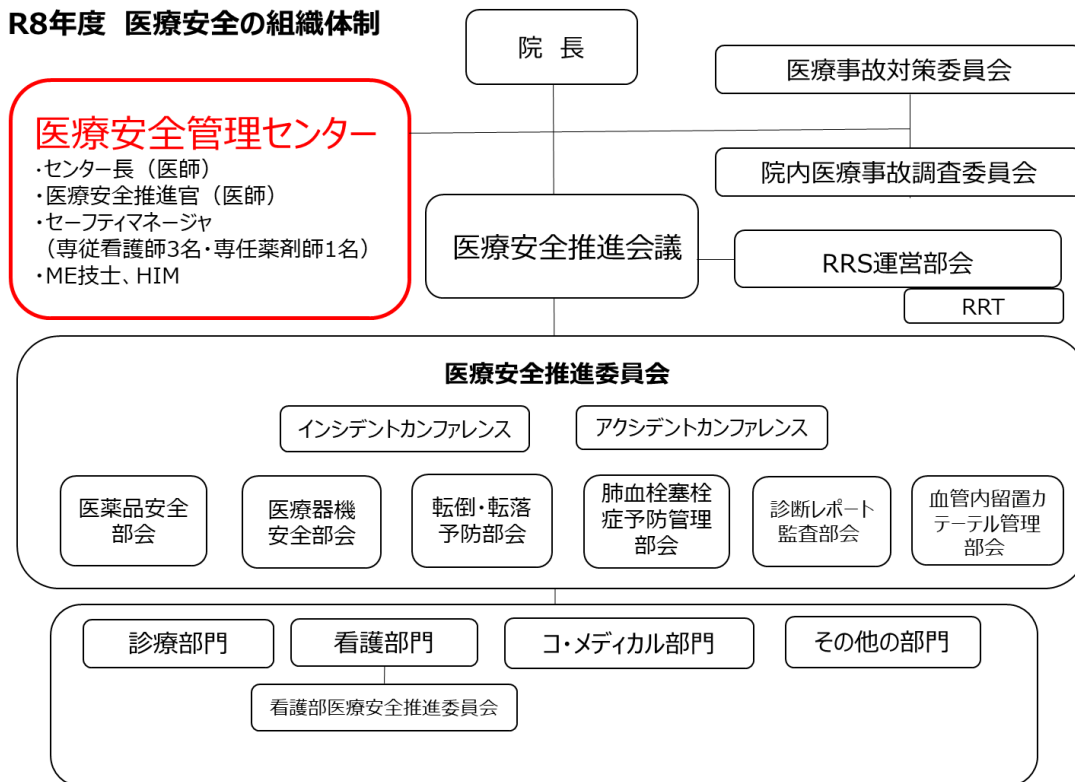 R8年度 医療安全の組織体制
院 長
医療事故対策委員会
医療安全管理センター
・センター長（医師）
・医療安全推進官（医師）
・セーフティマネージャ
（専従看護師3名・専任薬剤師1名）
・ME技士、HIM
院内医療事故調査委員会
医療安全推進会議
RRS運営部会
RRT
医療安全推進委員会
インシデントカンファレンス
アクシデントカンファレンス
医薬品安全
部会
医療器機
安全部会
転倒・転落
予防部会
肺血栓塞栓
症予防管理
部会
診断レポート
監査部会
血管内留置カ
テーテル管理
部会
診療部門
看護部門
コ・メディカル部門
その他の部門
看護部医療安全推進委員会